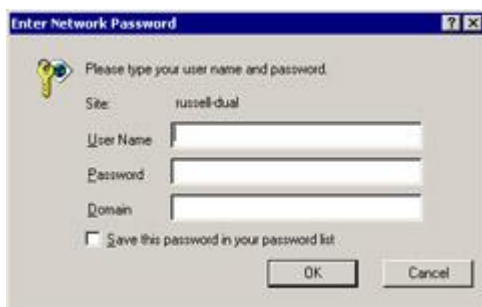 Enter Network Password
Please type your user name and password.
Site: russell-dual
User Name
Password
Domain
Save this password in your password list
OK Cancel